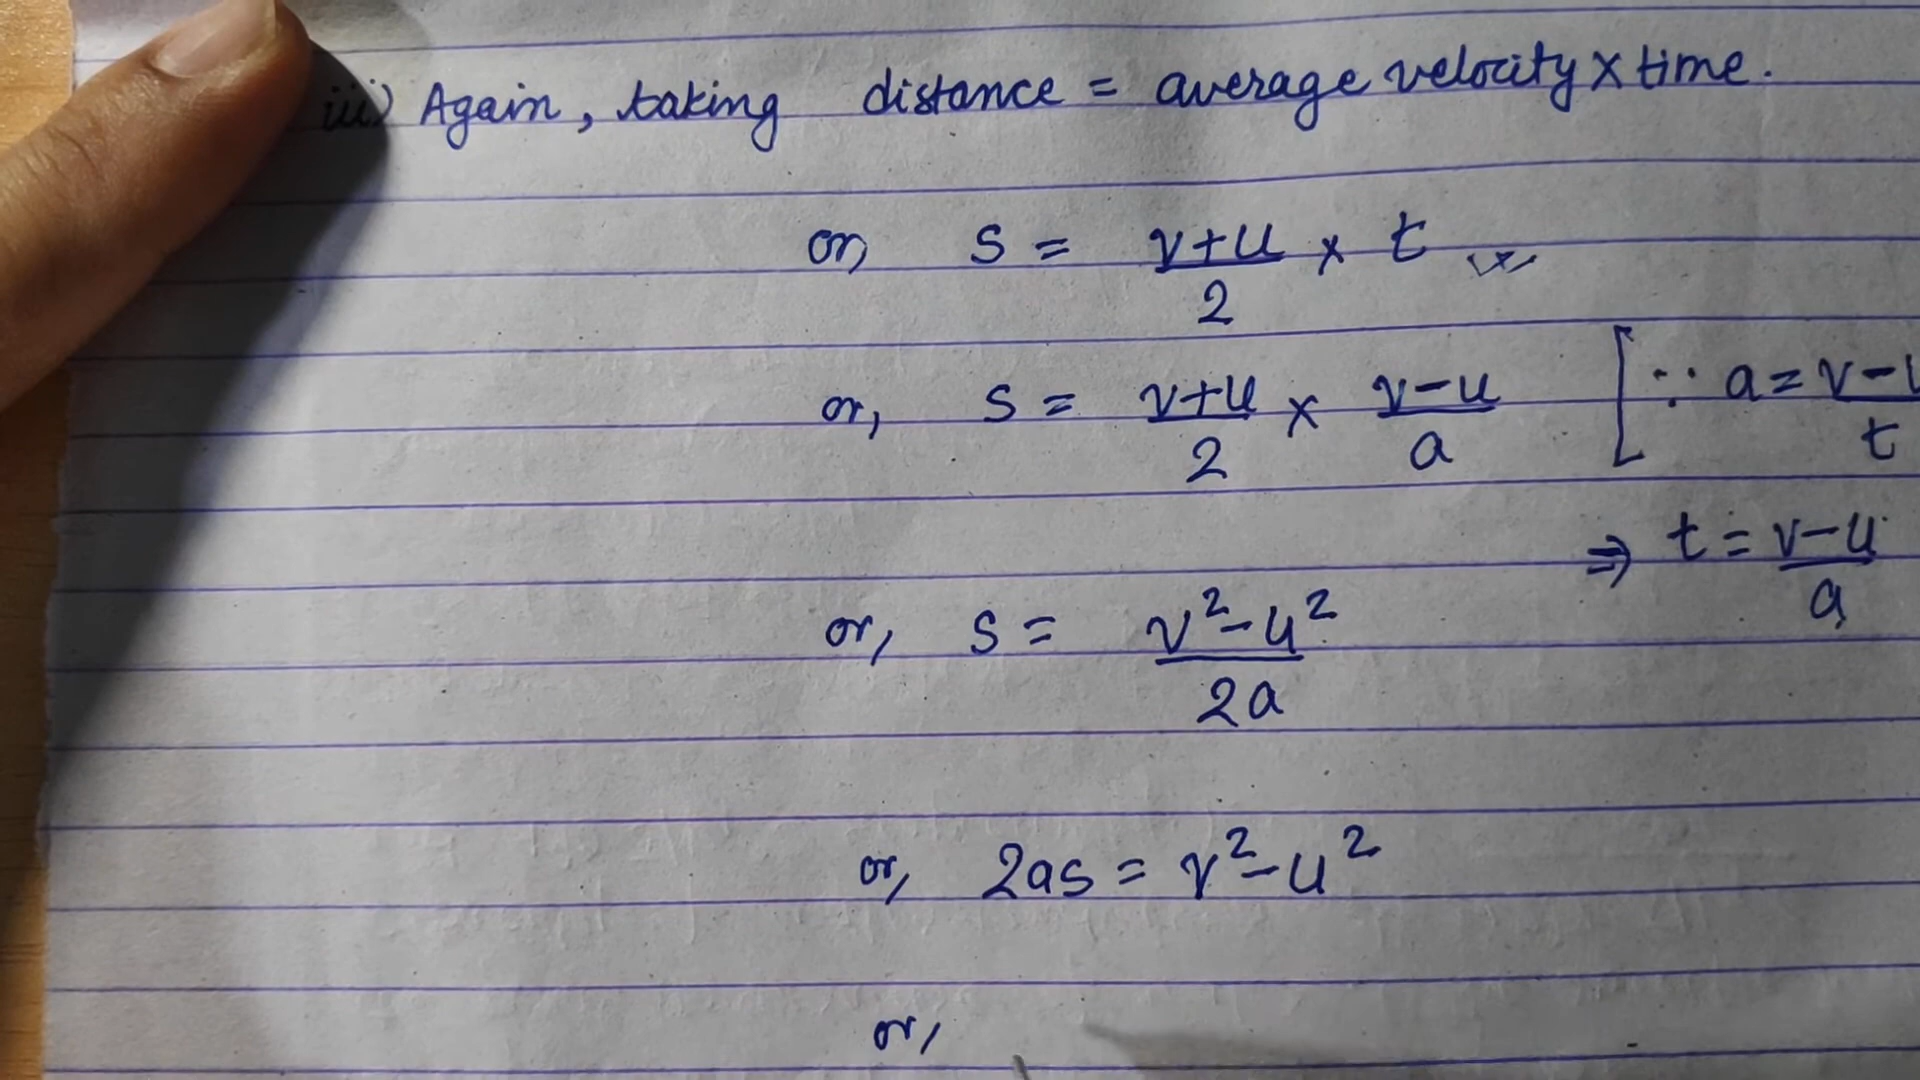 iii) Again, taking distance = average velocity × time.
or, s = v+u/2 × t
or, s = v+u/2 × v-u/a [∵ a = v-u/t
⇒ t = v-u/a
or, s = v²-u²/2a
or, 2as = v²-u²
or,